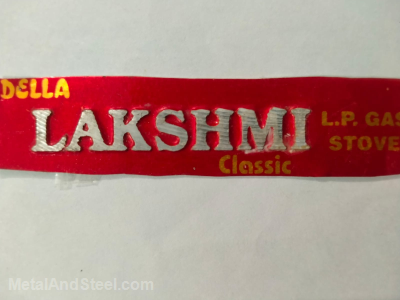 DELLA
LAKSHMI
L.P. GAS
STOVE
Classic
MetalAndSteel.com